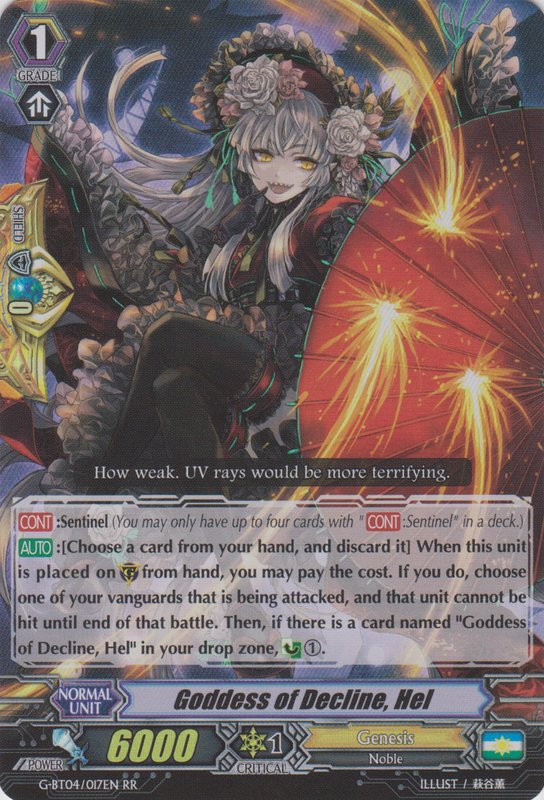 1
GRADE
SHIELD
0
How weak. UV rays would be more terrifying.
CONT :Sentinel (You may only have up to four cards with " CONT :Sentinel" in a deck.)
AUTO :[Choose a card from your hand, and discard it] When this unit
is placed on G from hand, you may pay the cost. If you do, choose
one of your vanguards that is being attacked, and that unit cannot be
hit until end of that battle. Then, if there is a card named "Goddess
of Decline, Hel" in your drop zone, ①.
NORMAL
UNIT
Goddess of Decline, Hel
POWER
6000
1
CRITICAL
Genesis
Noble
G-BT04/017EN RR
ILLUST / 萩谷薫